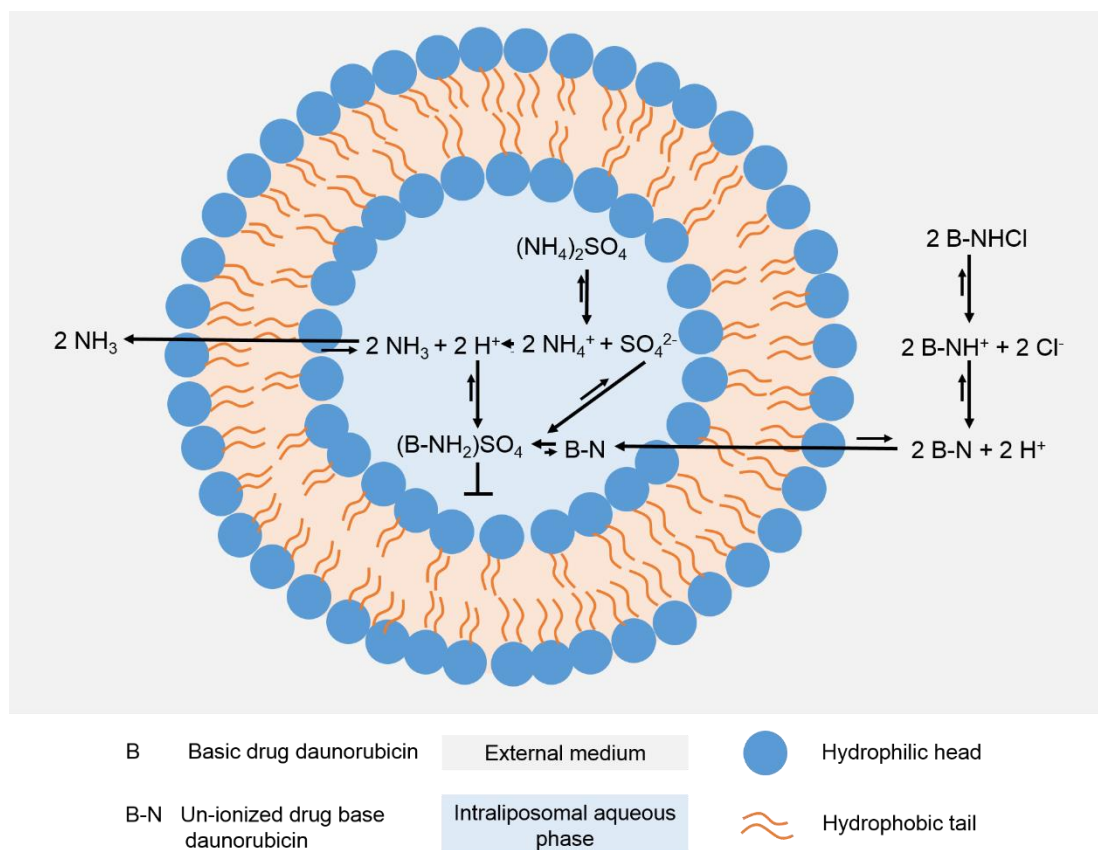 (NH₄)₂SO₄
2 B-NHCl
2 NH₃
2 NH₃ + 2 H⁺
2 NH₄⁺ + SO₄²⁻
2 B-NH⁺ + 2 Cl⁻
(B-NH₂)SO₄
B-N
2 B-N + 2 H⁺
B Basic drug daunorubicin
External medium
Hydrophilic head
B-N Un-ionized drug base
daunorubicin
Intraliposomal aqueous
phase
Hydrophobic tail